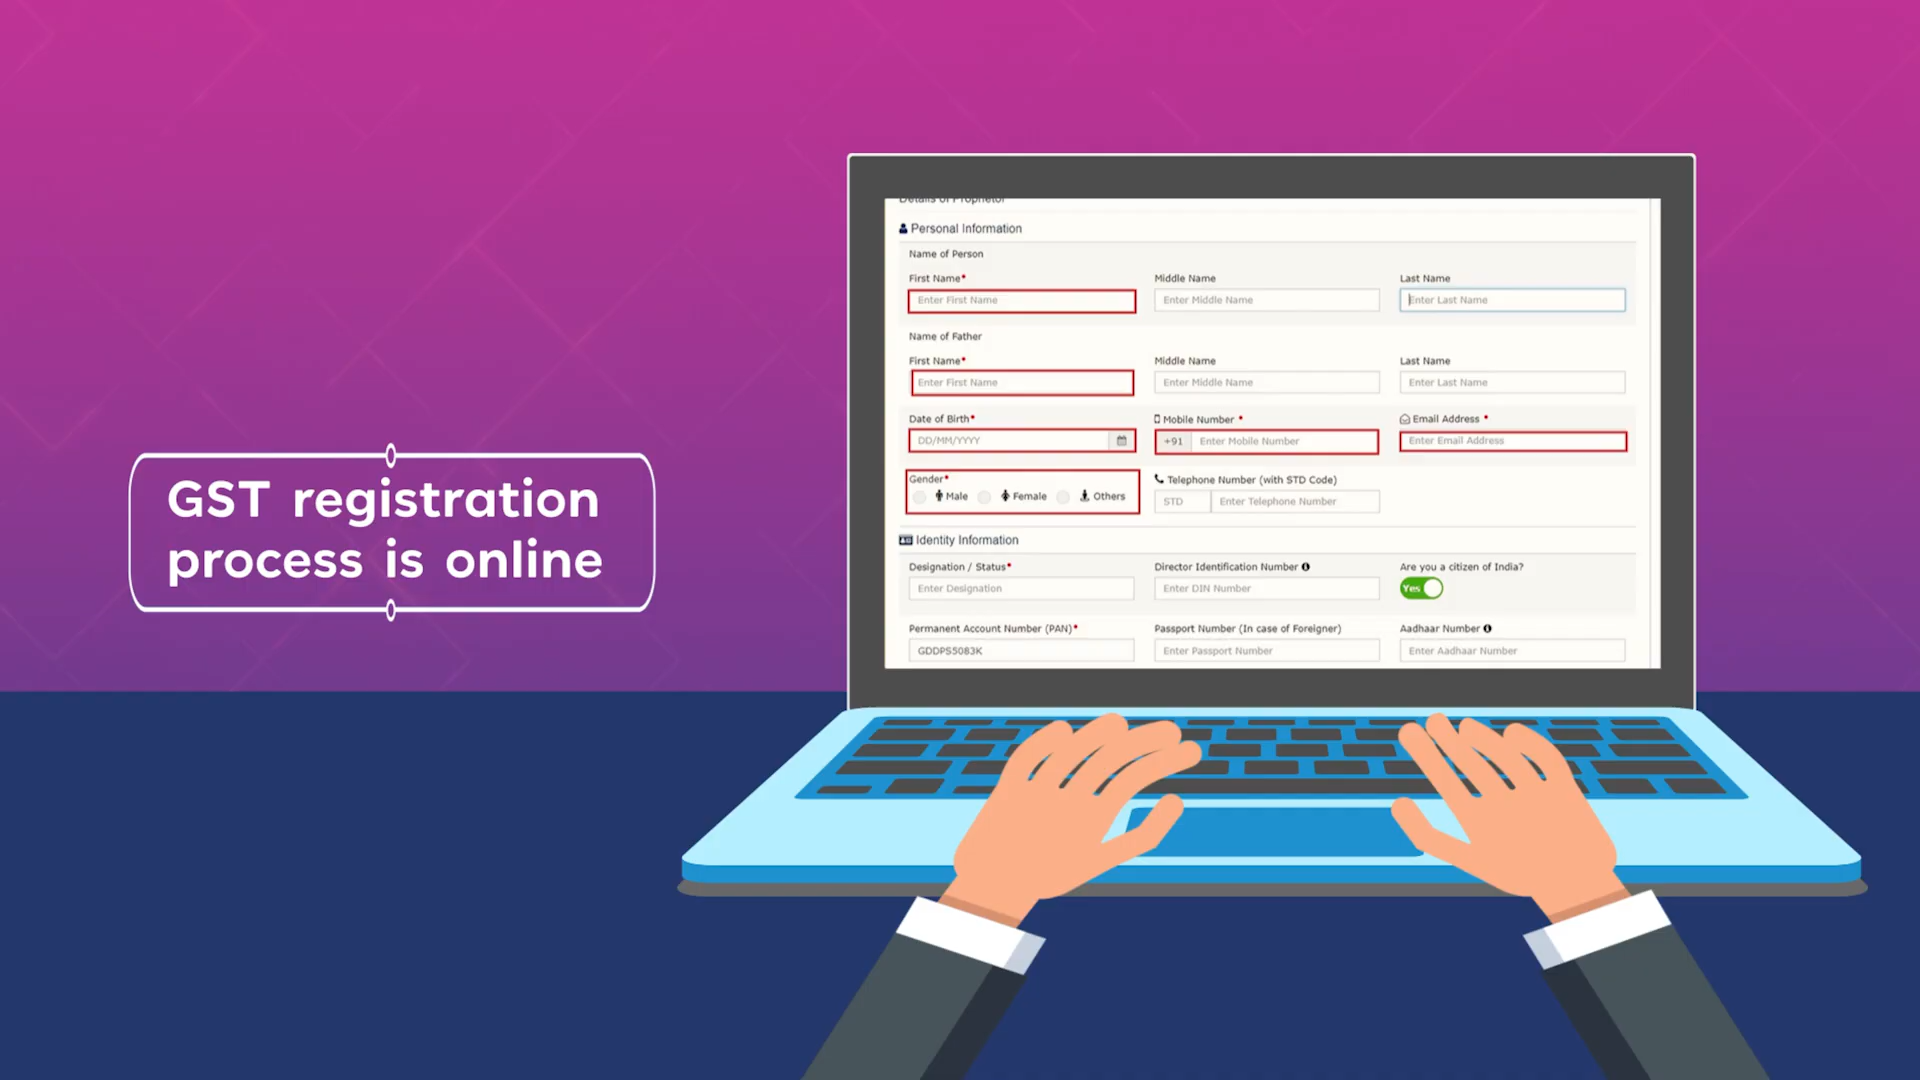 GST registration
process is online
Details of Proprietor
Personal Information
Name of Person
First Name* Middle Name Last Name
Enter First Name Enter Middle Name Enter Last Name
Name of Father
First Name* Middle Name Last Name
Enter First Name Enter Middle Name Enter Last Name
Date of Birth* Mobile Number * Email Address *
DD/MM/YYYY +91 Enter Mobile Number Enter Email Address
Gender* Telephone Number (with STD Code)
Male Female Others STD Enter Telephone Number
Identity Information
Designation / Status* Director Identification Number Are you a citizen of India?
Enter Designation Enter DIN Number Yes
Permanent Account Number (PAN)* Passport Number (In case of Foreigner) Aadhaar Number
GDDPS5083K Enter Passport Number Enter Aadhaar Number